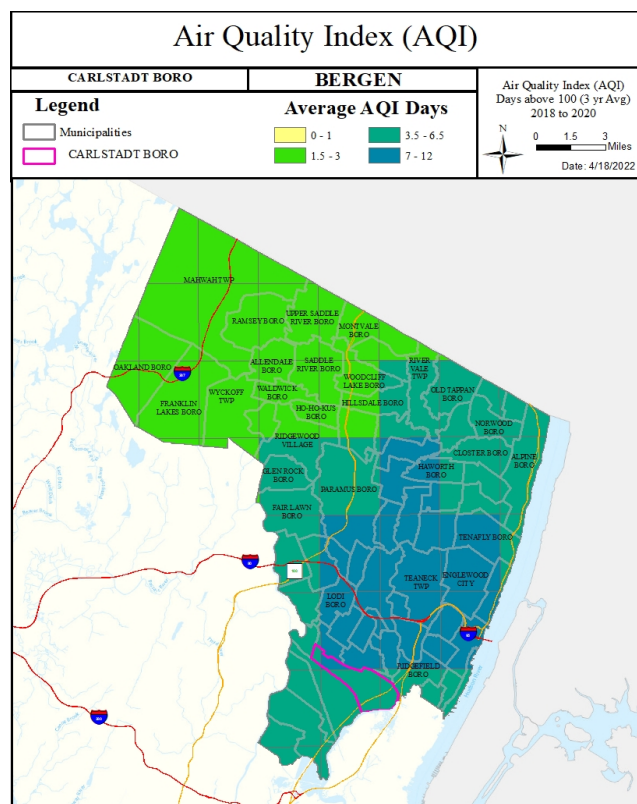 Air Quality Index (AQI)
CARLSTADT BORO
BERGEN
Legend
Municipalities
CARLSTADT BORO
Average AQI Days
0 - 1
1.5 - 3
3.5 - 6.5
7 - 12
Air Quality Index (AQI)
Days above 100 (3 yr Avg)
2018 to 2020
N
0 1.5 3
Miles
Date: 4/18/2022
MAHWAH TWP
RAMSEY BORO
UPPER SADDLE
RIVER BORO
MONTVALE
BORO
OAKLAND BORO
ALLENDALE
BORO
SADDLE
RIVER BORO
WOODCLIFF
LAKE BORO
RIVER
VALE
TWP
OLD TAPPAN
BORO
FRANKLIN
LAKES BORO
WYCKOFF
TWP
WALDWICK
BORO
HO-HO-KUS
BORO
HILLSDALE BORO
NORWOOD
BORO
RIDGEWOOD
VILLAGE
CLOSTER BORO
ALPINE
BORO
GLEN ROCK
BORO
PARAMUS BORO
HAWORTH
BORO
FAIR LAWN
BORO
TENAFLY BORO
LODI
BORO
TEANECK
TWP
ENGLEWOOD
CITY
RIDGEFIELD
BORO